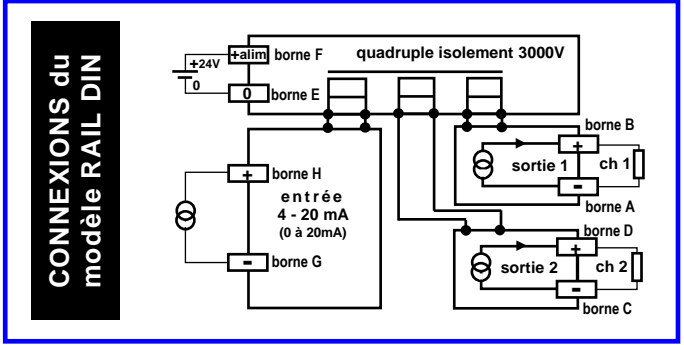 CONNEXIONS du
modèle RAIL DIN
+alim borne F
quadruple isolement 3000V
+24V
0
0 borne E
+ borne H
entrée
4 - 20 mA
(0 à 20mA)
- borne G
borne B
+
sortie 1
ch 1
-
borne A
borne D
+
sortie 2
ch 2
-
borne C